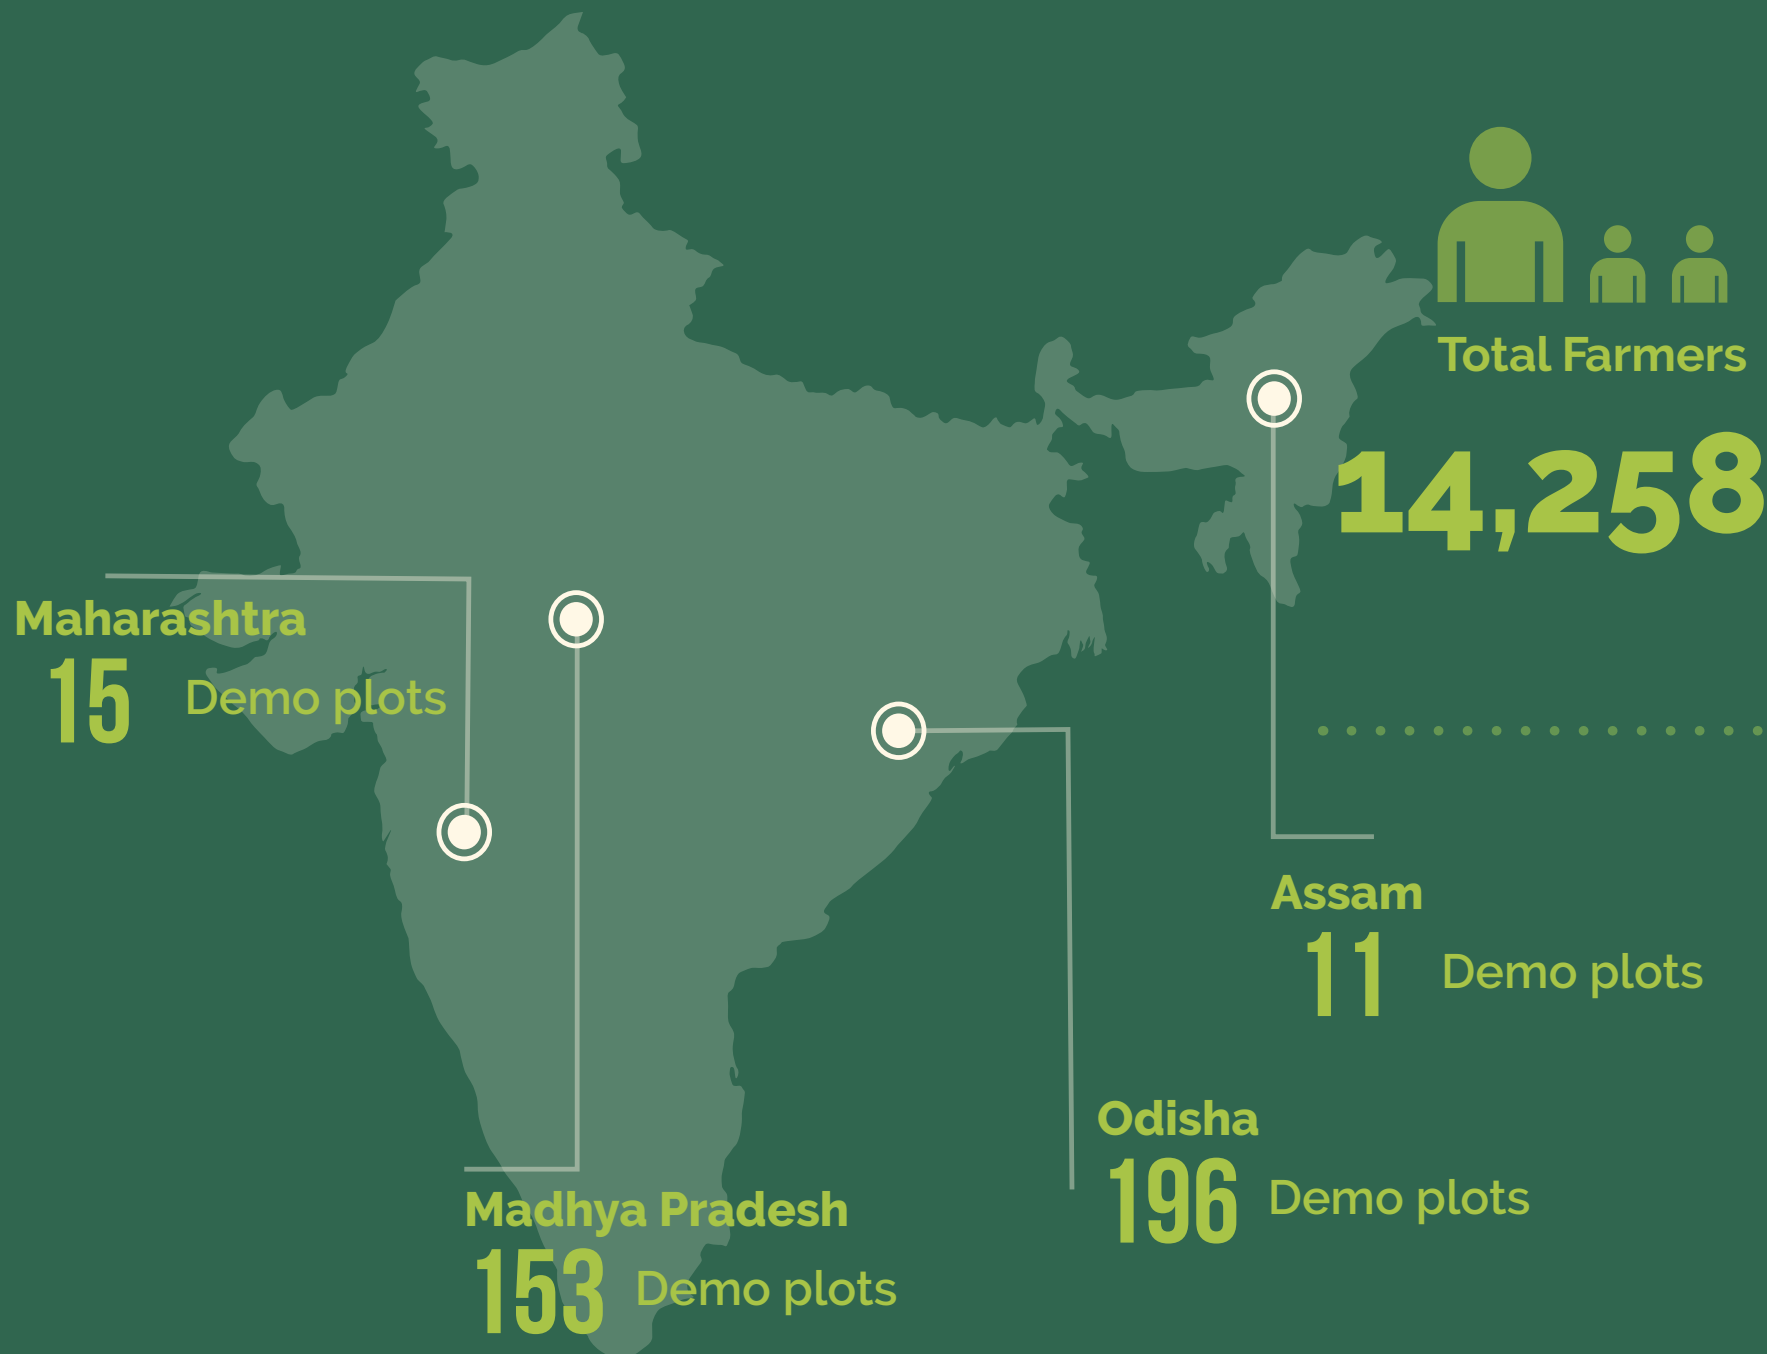 Total Farmers
14,258
Maharashtra
15 Demo plots
Assam
11 Demo plots
Odisha
196 Demo plots
Madhya Pradesh
153 Demo plots